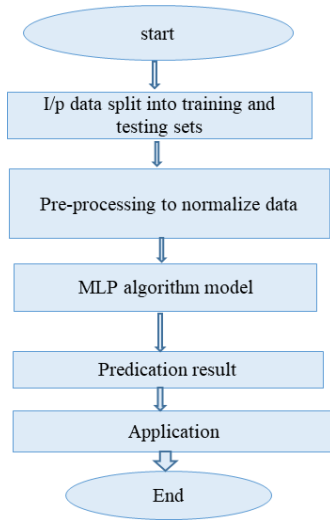 start
I/p data split into training and
testing sets
Pre-processing to normalize data
MLP algorithm model
Predication result
Application
End